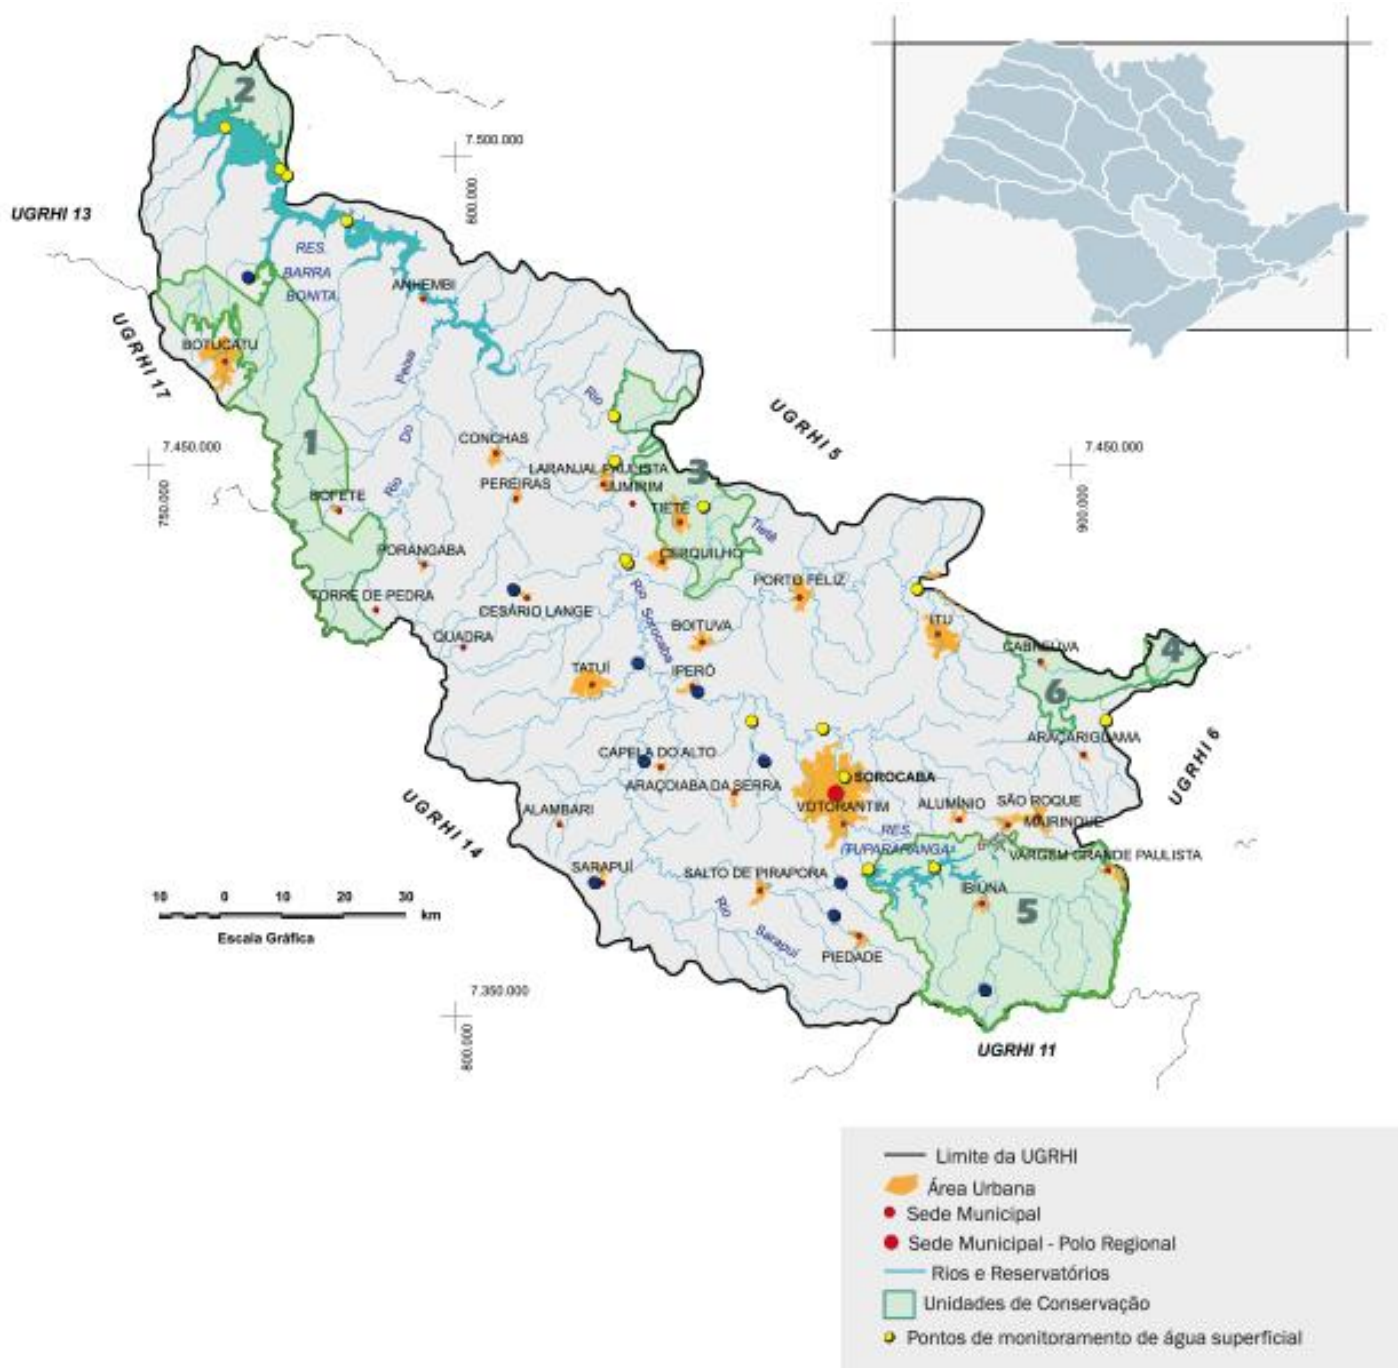 2
7.500.000
600.000
UGRHI 13
RES.
BARRA
BONITA
ANHEMBI
UGRHI 17
BOTUCATU
Peixe
Do
Rio
Rio
UGRHI 5
1
7.450.000
750.000
CONCHAS
LARANJAL PAULISTA
3
7.450.000
900.000
PEREIRAS
JUMIRIM
BOFETE
TIETÊ
Tietê
PORANGABA
CERQUILHO
PORTO FELIZ
TORRE DE PEDRA
CESÁRIO LANGE
Rio
Sorocaba
BOITUVA
ITU
QUADRA
CABREÚVA
4
TATUÍ
IPERÓ
6
ARAÇARIGUAMA
UGRHI 6
CAPELA DO ALTO
ARAÇOIABA DA SERRA
SOROCABA
UGRHI 14
ALAMBARI
VOTORANTIM
ALUMÍNIO
SÃO ROQUE
MAIRINQUE
RES.
ITUPARARANGA
VARGEM GRANDE PAULISTA
SARAPUÍ
SALTO DE PIRAPORA
IBIÚNA
5
10 0 10 20 30
km
Escala Gráfica
Rio
Sarapuí
PIEDADE
7.350.000
800.000
UGRHI 11
Limite da UGRHI
Área Urbana
Sede Municipal
Sede Municipal - Polo Regional
Rios e Reservatórios
Unidades de Conservação
Pontos de monitoramento de água superficial